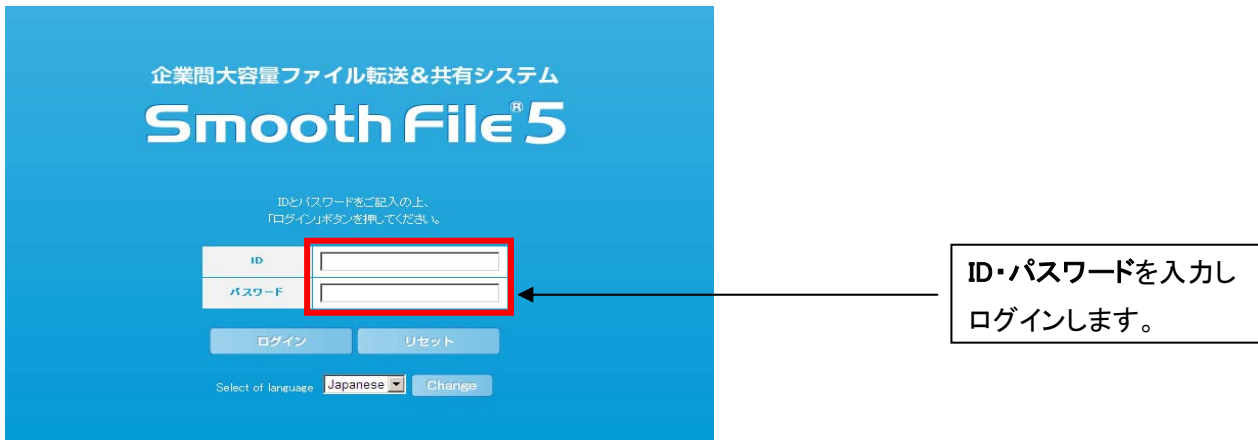 企業間大容量ファイル転送&共有システム
Smooth File®5
IDとパスワードをご記入の上、
「ログイン」ボタンを押してください。
ID
パスワード
ログイン リセット
Select of language Japanese Change
ID・パスワードを入力し
ログインします。